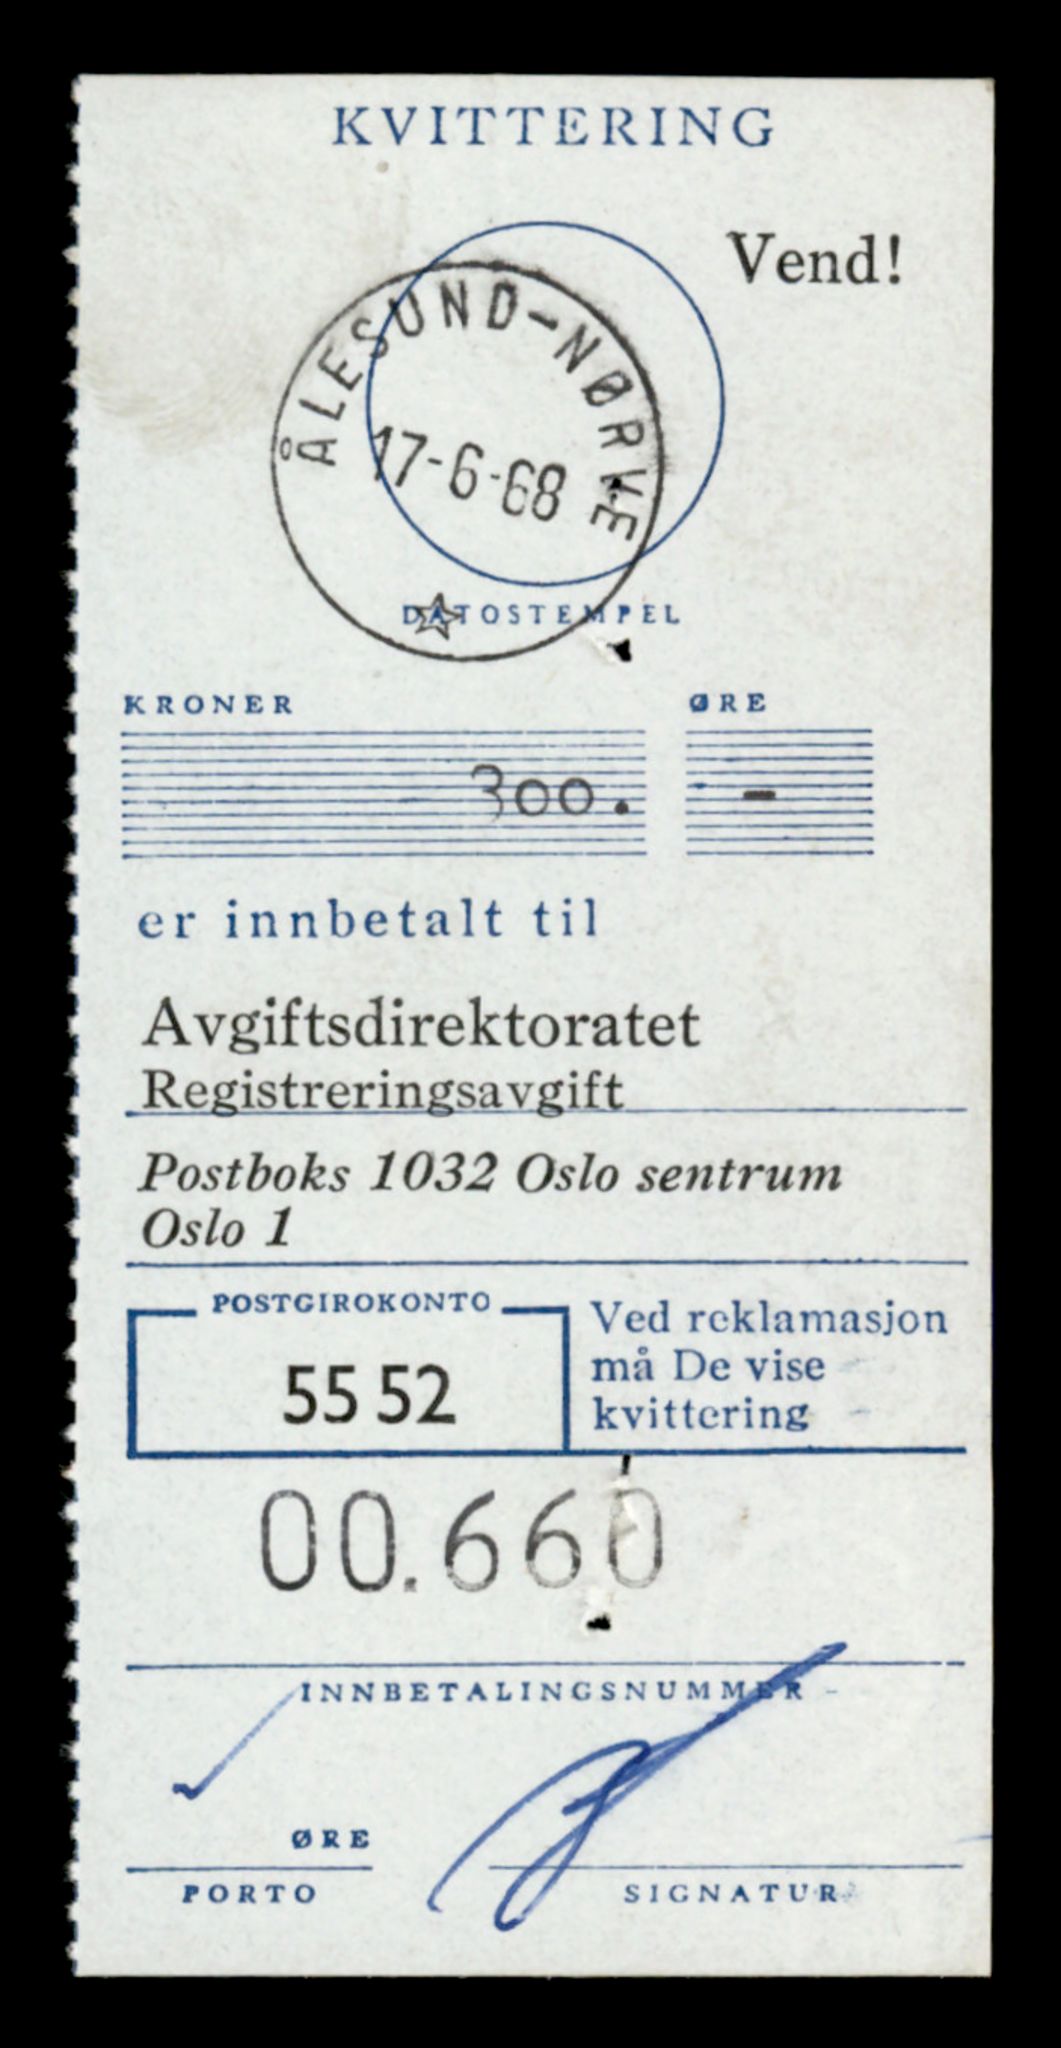 KVITTERING
Vend!
ÅLESUND-NØRVE
17-6-68
DATOSTEMPEL
KRONER ØRE
300. -
er innbetalt til
Avgiftsdirektoratet
Registreringsavgift
Postboks 1032 Oslo sentrum
Oslo 1
POSTGIROKONTO
55 52
Ved reklamasjon
må De vise
kvittering
00.660
INNBETALINGSNUMMER
ØRE
PORTO
SIGNATUR